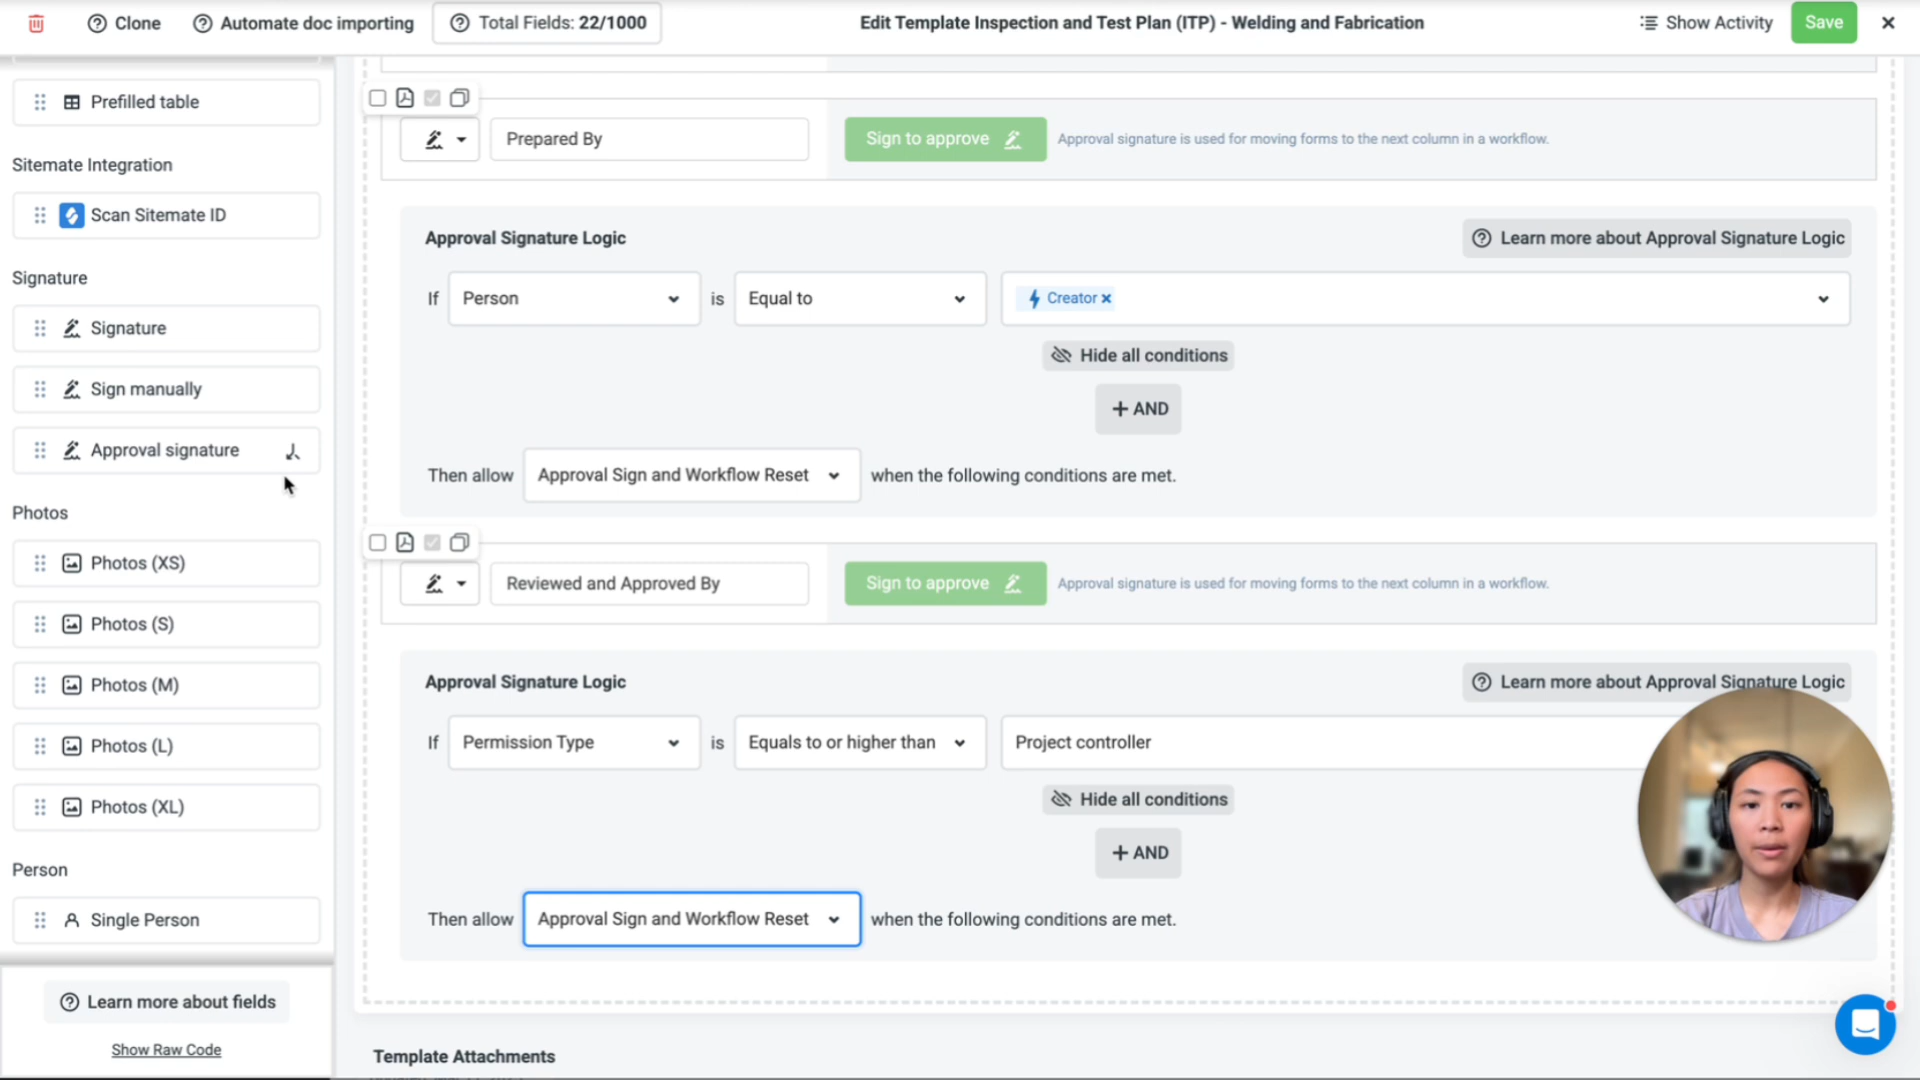 Clone
Automate doc importing
Total Fields: 22/1000
Edit Template Inspection and Test Plan (ITP) - Welding and Fabrication
Show Activity
Save
Prefilled table
Sitemate Integration
Scan Sitemate ID
Signature
Signature
Sign manually
Approval signature
Photos
Photos (XS)
Photos (S)
Photos (M)
Photos (L)
Photos (XL)
Person
Single Person
Learn more about fields
Show Raw Code
Prepared By
Sign to approve
Approval signature is used for moving forms to the next column in a workflow.
Approval Signature Logic
Learn more about Approval Signature Logic
If Person is Equal to Creator
Hide all conditions
+ AND
Then allow Approval Sign and Workflow Reset when the following conditions are met.
Reviewed and Approved By
Sign to approve
Approval signature is used for moving forms to the next column in a workflow.
Approval Signature Logic
Learn more about Approval Signature Logic
If Permission Type is Equals to or higher than Project controller
Hide all conditions
+ AND
Then allow Approval Sign and Workflow Reset when the following conditions are met.
Template Attachments